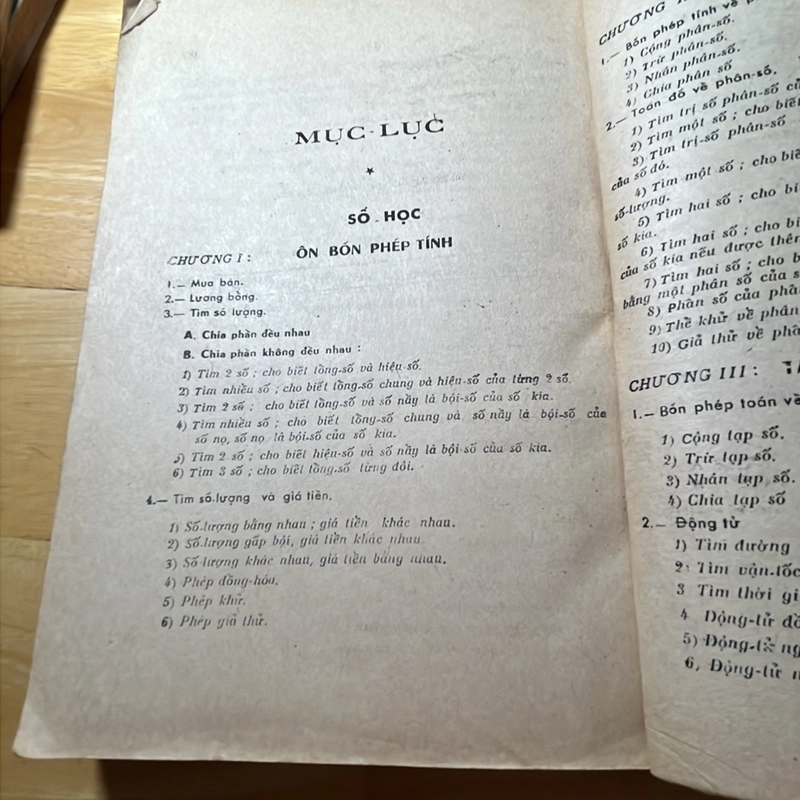 MỤC-LỤC
*
SỐ-HỌC
CHƯƠNG I : ÔN BỐN PHÉP TÍNH
1.— Mua bán.
2.— Lương bổng.
3.— Tìm số lượng.
A. Chia phần đều nhau
B. Chia phần không đều nhau :
1) Tìm 2 số ; cho biết tổng-số và hiệu-số.
2) Tìm nhiều số ; cho biết tổng-số chung và hiệu-số của từng 2 số.
3) Tìm 2 số ; cho biết tổng-số và số nầy là bội-số của số kia.
4) Tìm nhiều số ; cho biết tổng-số chung và số nầy là bội-số của
số nọ, số nọ là bội-số của số kia.
5) Tìm 2 số ; cho biết hiệu-số và số nầy là bội-số của số kia.
6) Tìm 3 số ; cho biết tổng-số từng đôi.
4.— Tìm số-lượng và giá tiền.
1) Số-lượng bằng nhau ; giá tiền khác nhau.
2) Số-lượng gấp bội, giá tiền khác nhau
3) Số-lượng khác nhau, giá tiền bằng nhau.
4) Phép đồng-hóa.
5) Phép khử.
6) Phép giả thử.
CHƯƠNG
1.— Bốn phép tính về
1) Cộng phân-số.
2) Trừ phân-số.
3) Nhân phân-số.
4) Chia phân số
2.— Toán đố về phân-số.
1) Tìm trị số phân-số
2) Tìm một số ; cho biết
3) Tìm trị-số phân-số
của số đó.
4) Tìm một số ; cho biế
số-lượng.
5) Tìm hai số ; cho bi
số kia.
6) Tìm hai số ; cho bi
của số kia nếu được thê
7) Tìm hai số ; cho b
bằng một phân số của s
8) Phân số của phâ
9) Thể khử về phân
10) Giả thử về phâ
CHƯƠNG III :
1.— Bốn phép toán về
1) Cộng tạp số.
2) Trừ tạp số.
3) Nhân tạp số.
4) Chia tạp số
2.— Động tử
1) Tìm đường
2) Tìm vận-tốc
3 Tìm thời gi
4 Động-tử đồ
5) Động-tử ng
6, Động-tử n